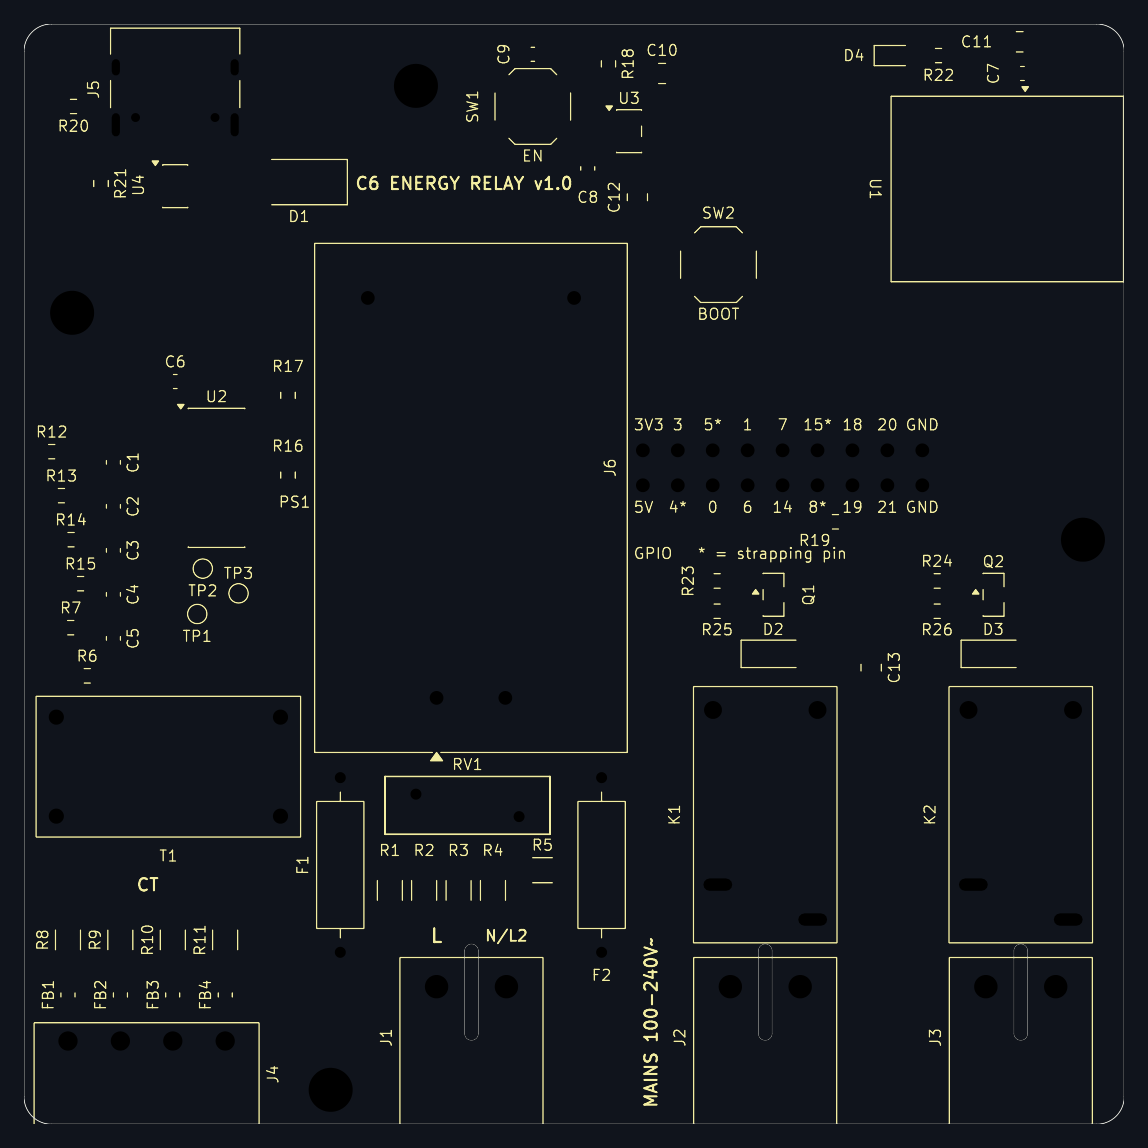 C9
R18
C10
C11
D4
R22
C7
J5
SW1
U3
R20
EN
R21
U4
C6 ENERGY RELAY v1.0
C8
C12
U1
D1
SW2
BOOT
C6
R17
U2
R12
3V3 3 5* 1 7 15* 18 20 GND
R16
C1
J6
R13
PS1
C2
5V 4* 0 6 14 8* 19 21 GND
R14
R19
C3
GPIO * = strapping pin
R15
TP3
R24
Q2
TP2
R23
C4
Q1
R7
TP1
C5
R25
D2
R26
D3
R6
C13
RV1
K1
K2
T1
F1
R1 R2 R3 R4
R5
CT
R8
R9
R10
R11
L
N/L2
F2
FB1
FB2
FB3
FB4
MAINS 100-240V~
J1
J2
J3
J4